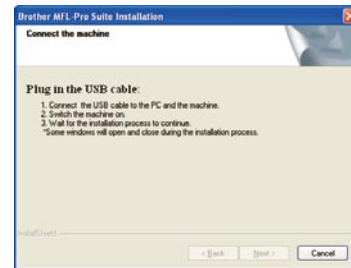 Brother MFL-Pro Suite Installation
Connect the machine
Plug in the USB cable:
1. Connect the USB cable to the PC and the machine.
2. Switch the machine on.
3. Wait for the installation process to continue.
*Some windows will open and close during the installation process.
InstallShield
< Back Next > Cancel